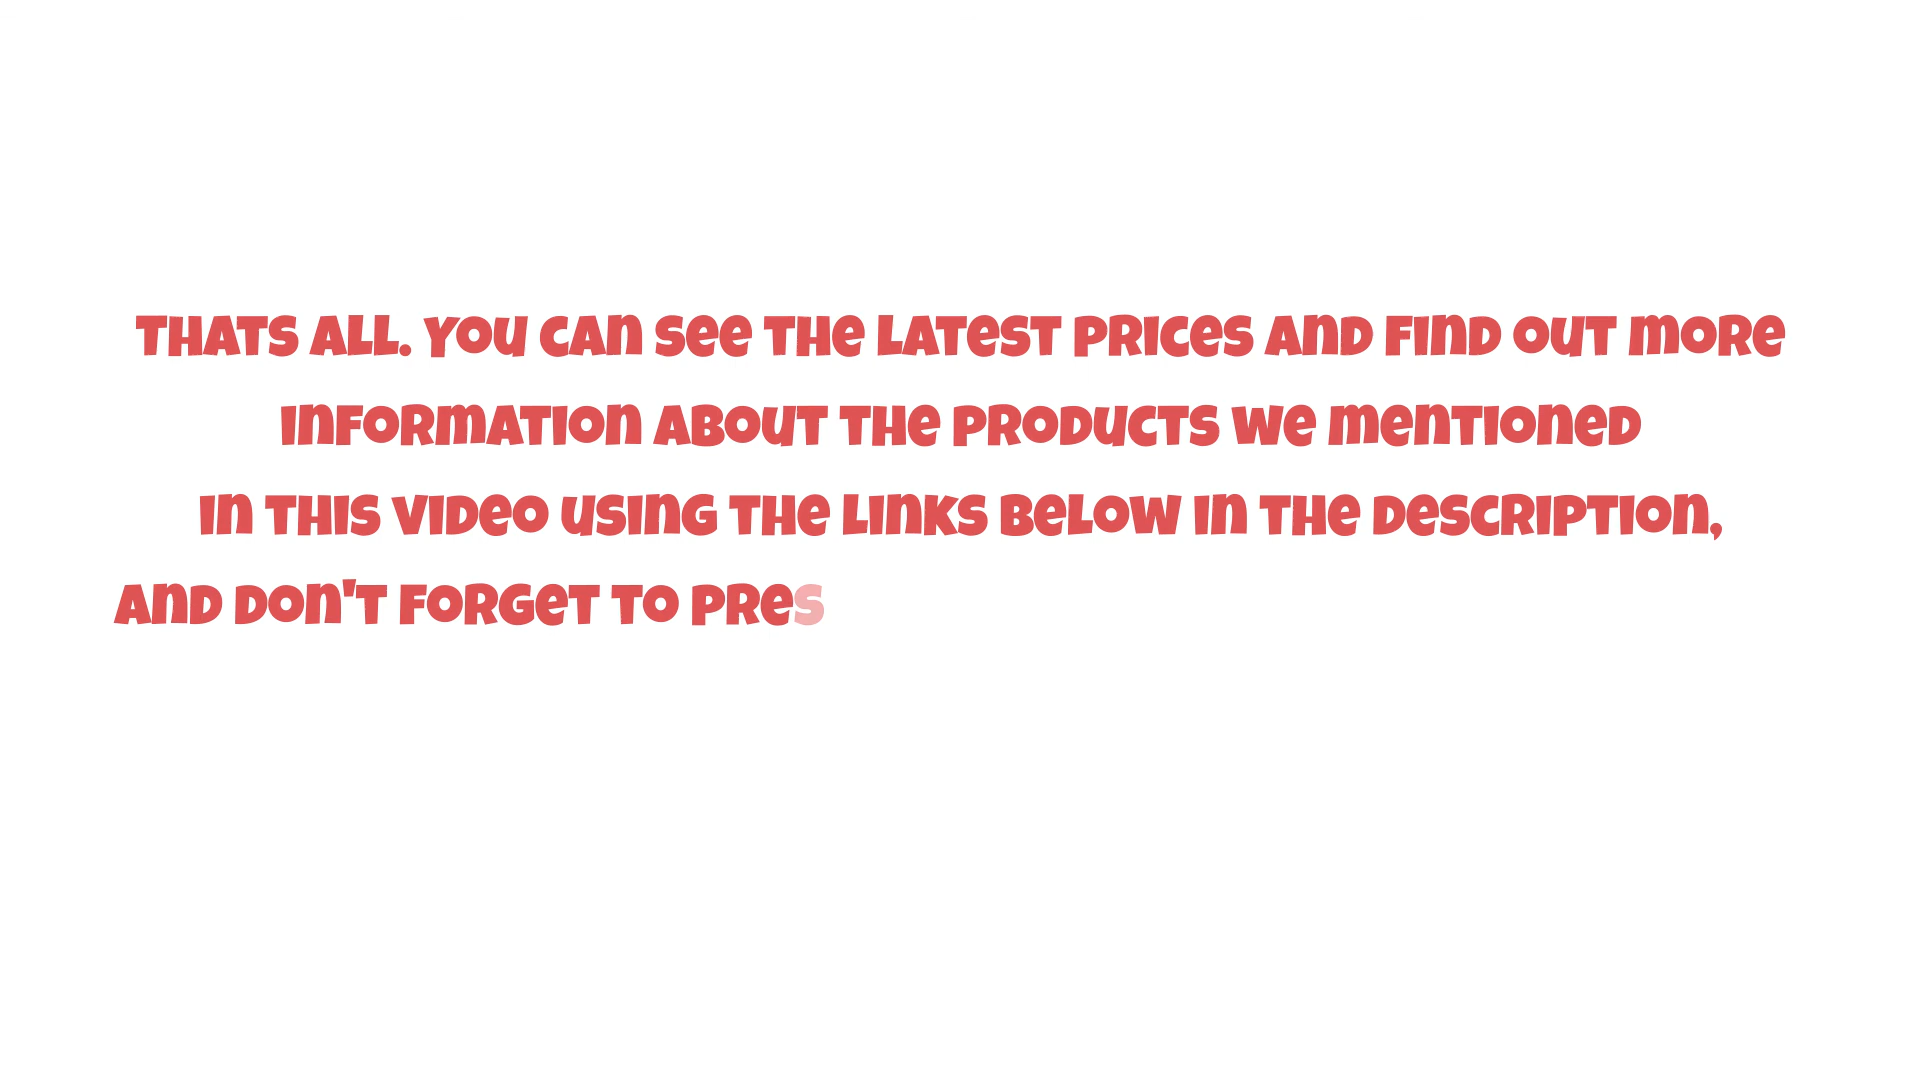 Thats all. You can see the latest prices and find out more
information about the products we mentioned
in this video using the links below in the description,
and don't forget to pres